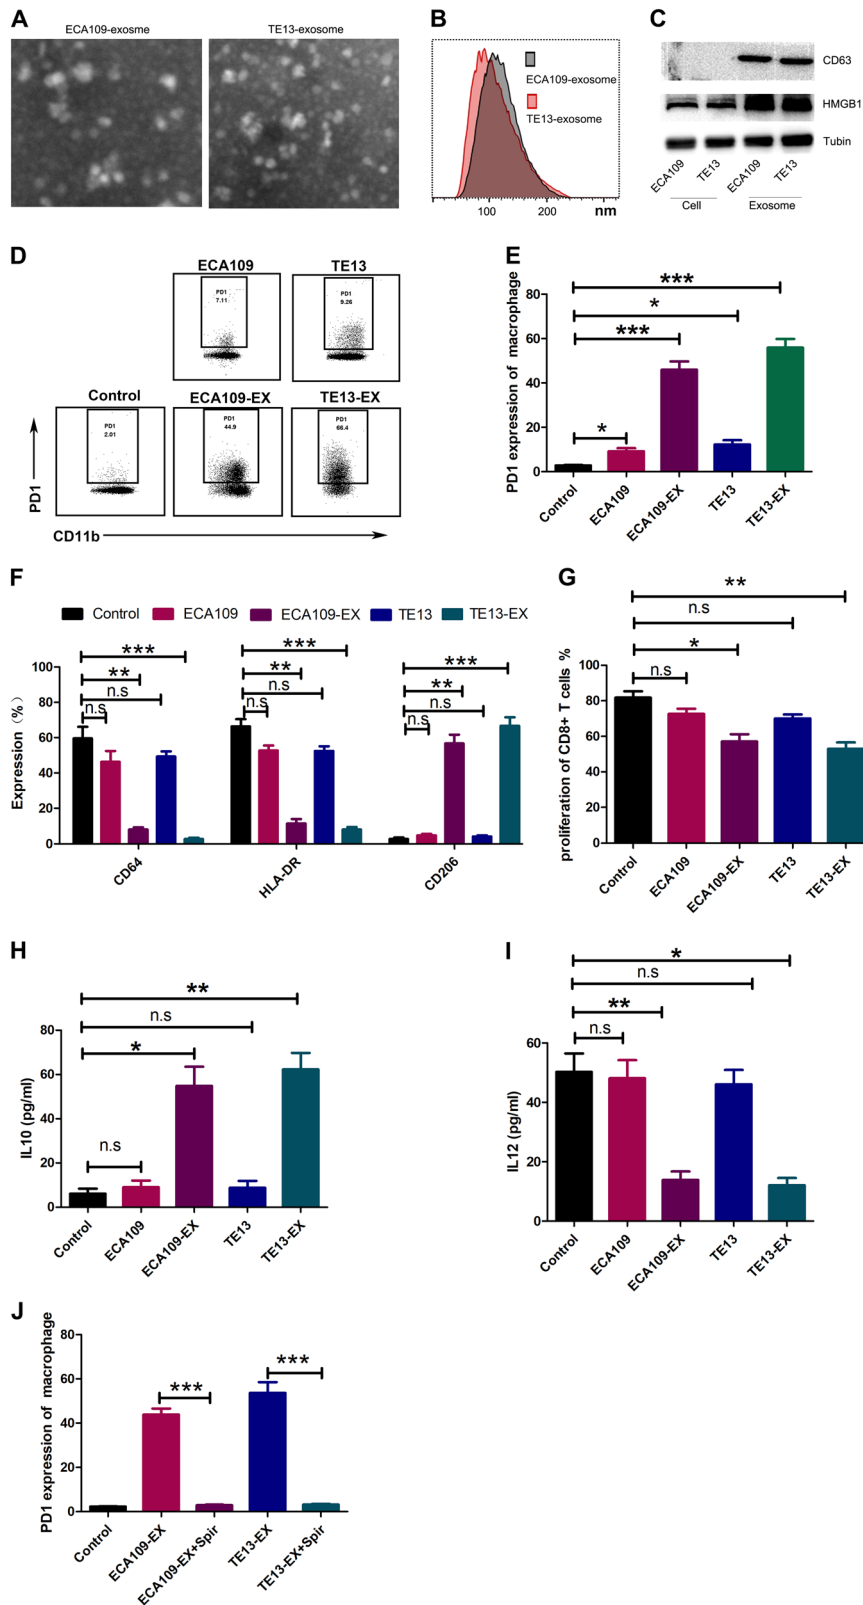 A
ECA109-exosme
TE13-exosome
B
ECA109-exosome
TE13-exosome
100
200
nm
C
CD63
HMGB1
Tubin
ECA109
TE13
ECA109
TE13
Cell
Exosome
D
ECA109
TE13
PD1
7.11
PD1
9.26
Control
ECA109-EX
TE13-EX
PD1
2.01
PD1
44.9
PD1
66.4
PD1
CD11b
E
PD1 expression of macrophage
80
60
40
20
0
***
*
***
*
Control
ECA109
ECA109-EX
TE13
TE13-EX
F
Control
ECA109
ECA109-EX
TE13
TE13-EX
Expression (%)
100
80
60
40
20
0
***
**
n.s
n.s
***
**
n.s
n.s
***
**
n.s
n.s
CD64
HLA-DR
CD206
G
proliferation of CD8+ T cells %
100
80
60
40
20
0
**
n.s
*
n.s
Control
ECA109
ECA109-EX
TE13
TE13-EX
H
IL10 (pg/ml)
80
60
40
20
0
**
n.s
*
n.s
Control
ECA109
ECA109-EX
TE13
TE13-EX
I
IL12 (pg/ml)
60
40
20
0
*
n.s
**
n.s
Control
ECA109
ECA109-EX
TE13
TE13-EX
J
PD1 expression of macrophage
80
60
40
20
0
***
***
Control
ECA109-EX
ECA109-EX+Spir
TE13-EX
TE13-EX+Spir